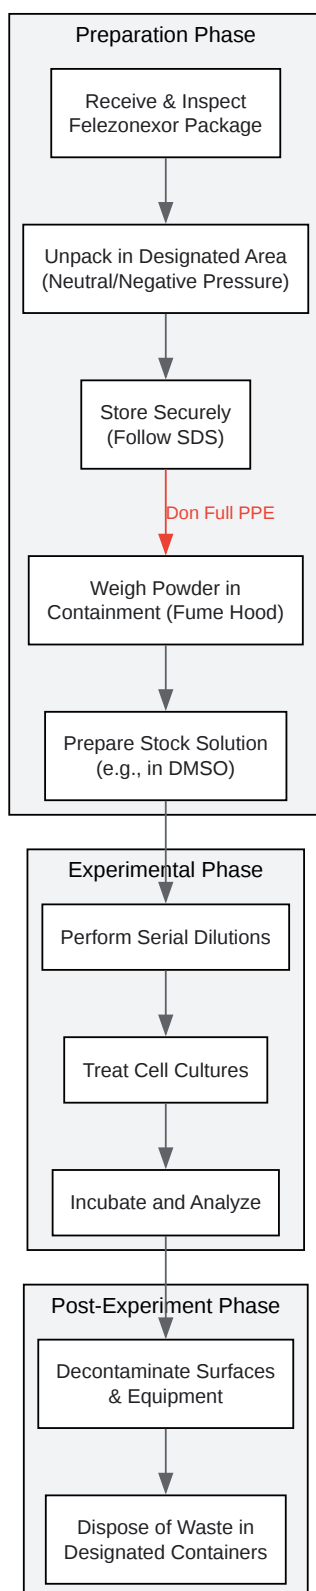 Preparation Phase
Receive & Inspect
Felezonexor Package
Unpack in Designated Area
(Neutral/Negative Pressure)
Store Securely
(Follow SDS)
Don Full PPE
Weigh Powder in
Containment (Fume Hood)
Prepare Stock Solution
(e.g., in DMSO)
Experimental Phase
Perform Serial Dilutions
Treat Cell Cultures
Incubate and Analyze
Post-Experiment Phase
Decontaminate Surfaces
& Equipment
Dispose of Waste in
Designated Containers